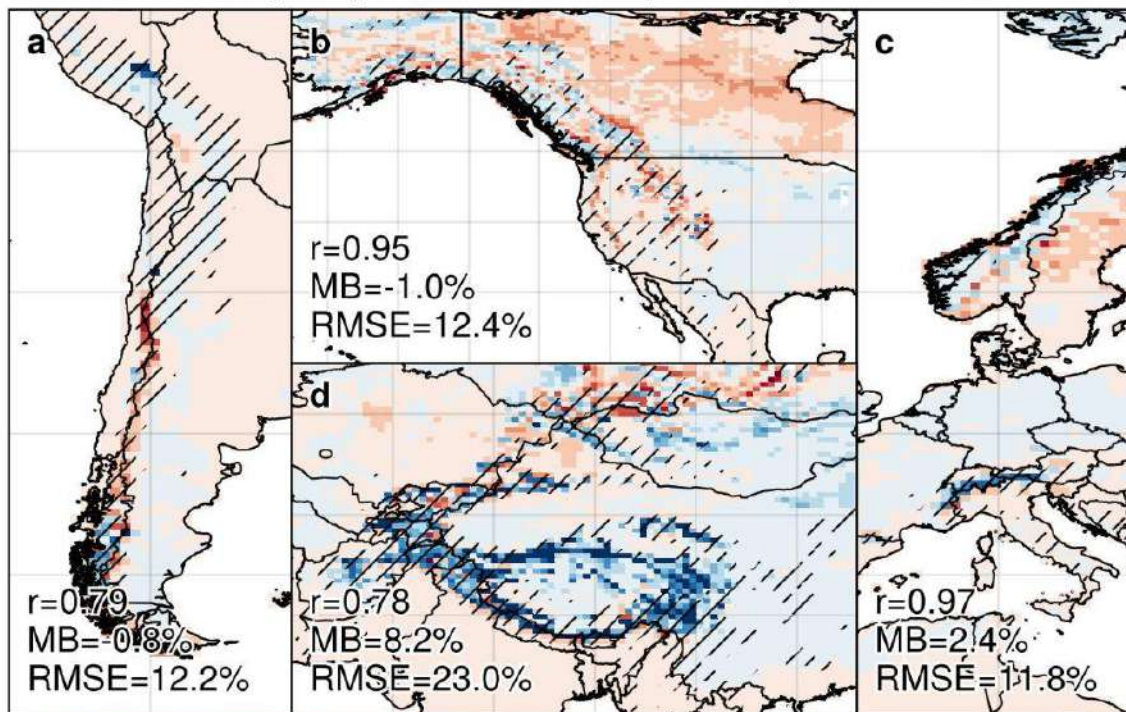 a
r=0.79
MB=-0.8%
RMSE=12.2%
b
r=0.95
MB=-1.0%
RMSE=12.4%
d
r=0.78
MB=8.2%
RMSE=23.0%
c
r=0.97
MB=2.4%
RMSE=11.8%